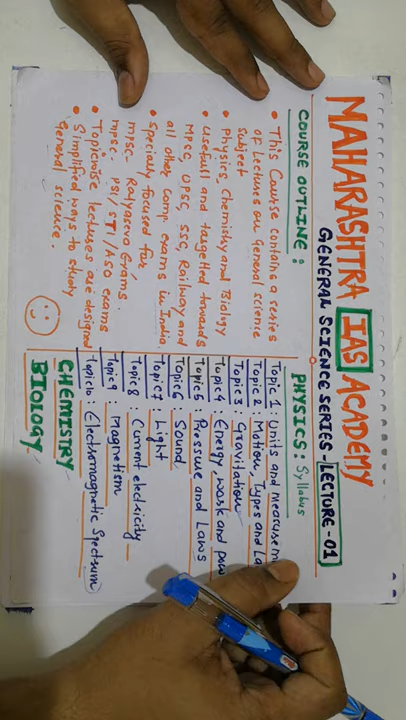 MAHARASHTRA IAS ACADEMY
GENERAL SCIENCE SERIES - LECTURE - 01
COURSE OUTLINE :
• This Course contains a series
of Lectures on General science
subject
• Physics, Chemistry and Biology
• Usefull and targetted towards
MPSC, UPSC, SSC, Railway and
all other Comp exams in India
• Specially focused for
MPSC - Rajyaseva Exams.
mpsc. PSI/STI/ASO exams
• Topicwise lectures are designed
• Simplified ways to study
General science.
PHYSICS : Syllabus
Topic 1 : Units and
Topic 2 : Motion, Types and
Topic 3 : Gravitation
Topic 4 : Energy work and
Topic 5 : Pressure and Laws
Topic 6 : Sound
Topic 7 : Light
Topic 8 : Current electricity
Topic 9 : Magnetism
Topic 10 : Electromagnetic Spectrum
CHEMISTRY
BIOLOGY